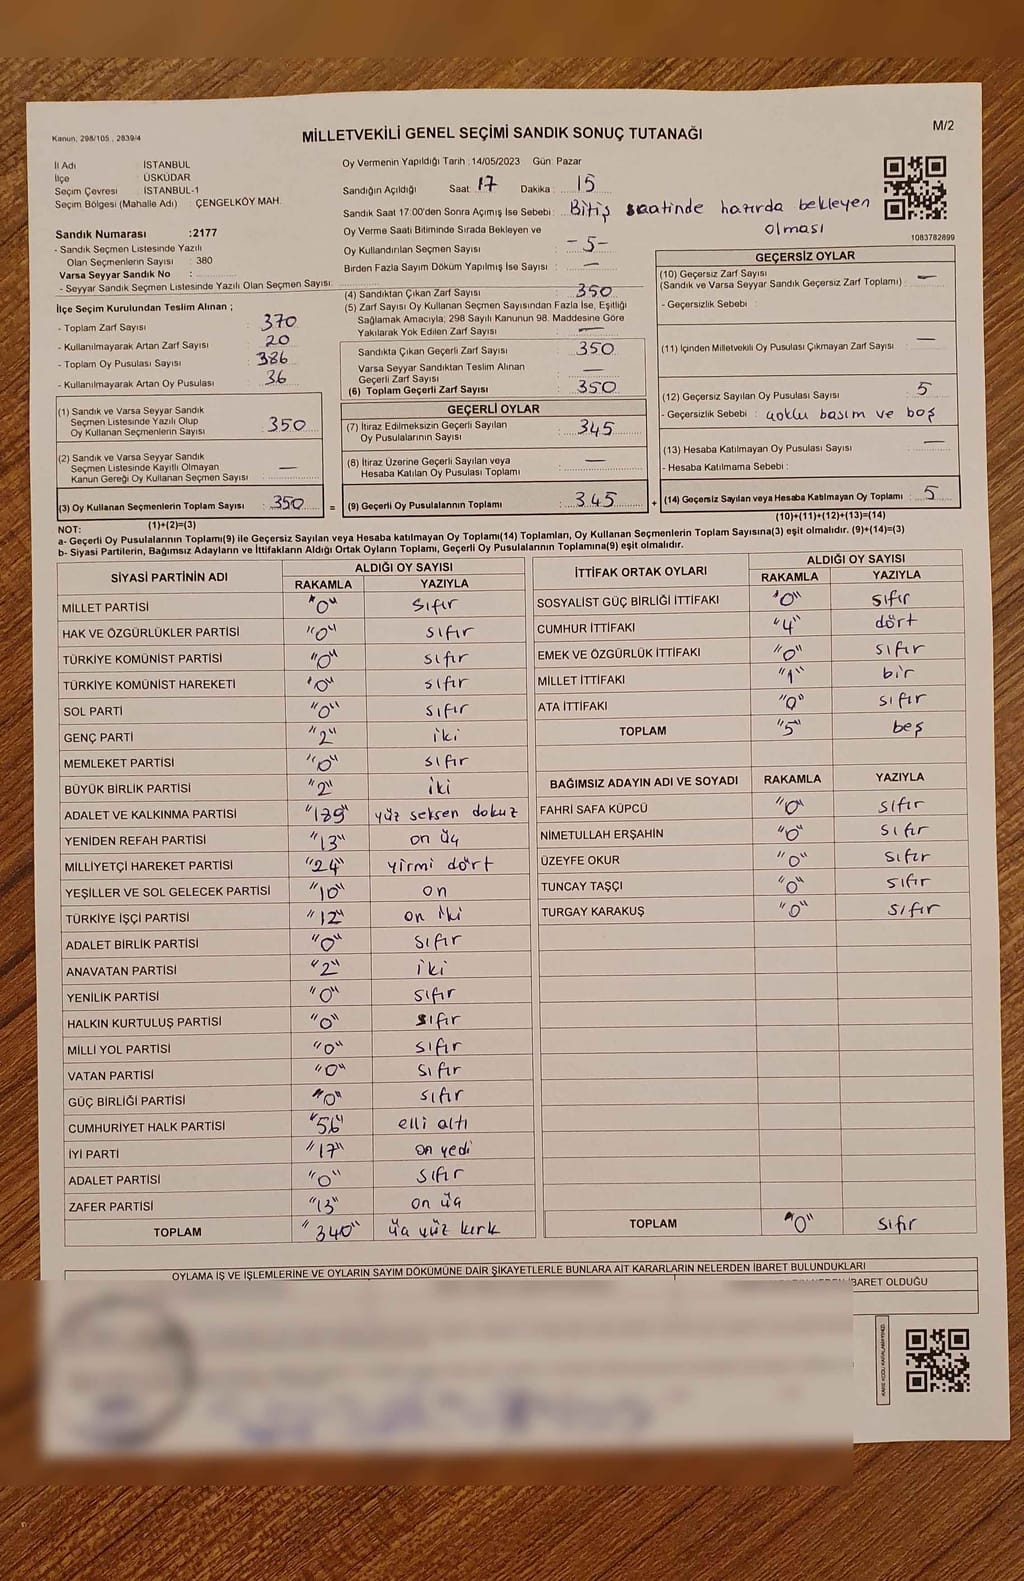 Kanun; 298/105 , 2839/4
MİLLETVEKİLİ GENEL SEÇİMİ SANDIK SONUÇ TUTANAĞI
M/2
İl Adı : İSTANBUL
İlçe : ÜSKÜDAR
Seçim Çevresi : İSTANBUL-1
Seçim Bölgesi (Mahalle Adı) : ÇENGELKÖY MAH.
Sandık Numarası :2177
- Sandık Seçmen Listesinde Yazılı
Olan Seçmenlerin Sayısı : 380
Varsa Seyyar Sandık No :
- Seyyar Sandık Seçmen Listesinde Yazılı Olan Seçmen Sayısı:
İlçe Seçim Kurulundan Teslim Alınan ;
- Toplam Zarf Sayısı : 370
- Kullanılmayarak Artan Zarf Sayısı : 20
- Toplam Oy Pusulası Sayısı : 386
- Kullanılmayarak Artan Oy Pusulası : 36
(1) Sandık ve Varsa Seyyar Sandık
Seçmen Listesinde Yazılı Olup
Oy Kullanan Seçmenlerin Sayısı : 350
(2) Sandık ve Varsa Seyyar Sandık
Seçmen Listesinde Kayıtlı Olmayan
Kanun Gereği Oy Kullanan Seçmen Sayısı : —
(3) Oy Kullanan Seçmenlerin Toplam Sayısı : 350
(1)+(2)=(3)
Oy Vermenin Yapıldığı Tarih :14/05/2023 Gün: Pazar
Sandığın Açıldığı Saat: 17 Dakika : 15
Sandık Saat 17:00'den Sonra Açımış İse Sebebi : Bitiş saatinde hazırda bekleyen
olması
Oy Verme Saati Bitiminde Sırada Bekleyen ve
Oy Kullandırılan Seçmen Sayısı : -5-
Birden Fazla Sayım Döküm Yapılmış İse Sayısı : —
(4) Sandıktan Çıkan Zarf Sayısı : 350
(5) Zarf Sayısı Oy Kullanan Seçmen Sayısından Fazla İse, Eşitliği
Sağlamak Amacıyla; 298 Sayılı Kanunun 98. Maddesine Göre
Yakılarak Yok Edilen Zarf Sayısı : —
Sandıkta Çıkan Geçerli Zarf Sayısı : 350
Varsa Seyyar Sandıktan Teslim Alınan
Geçerli Zarf Sayısı : —
(6) Toplam Geçerli Zarf Sayısı : 350
GEÇERLİ OYLAR
(7) İtiraz Edilmeksizin Geçerli Sayılan
Oy Pusulalarının Sayısı : 345
(8) İtiraz Üzerine Geçerli Sayılan veya
Hesaba Katılan Oy Pusulası Toplamı : —
= (9) Geçerli Oy Pusulalarının Toplamı : 345 +
1083782899
GEÇERSİZ OYLAR
(10) Geçersiz Zarf Sayısı
(Sandık ve Varsa Seyyar Sandık Geçersiz Zarf Toplamı) : —
- Geçersizlik Sebebi :
(11) İçinden Milletvekili Oy Pusulası Çıkmayan Zarf Sayısı : —
(12) Geçersiz Sayılan Oy Pusulası Sayısı : 5
- Geçersizlik Sebebi : çoklu basım ve boş
(13) Hesaba Katılmayan Oy Pusulası Sayısı : —
- Hesaba Katılmama Sebebi :
(14) Geçersiz Sayılan veya Hesaba Katılmayan Oy Toplamı : 5
(10)+(11)+(12)+(13)=(14)
NOT:
a- Geçerli Oy Pusulalarının Toplamı(9) ile Geçersiz Sayılan veya Hesaba katılmayan Oy Toplamı(14) Toplamları, Oy Kullanan Seçmenlerin Toplam Sayısına(3) eşit olmalıdır. (9)+(14)=(3)
b- Siyasi Partilerin, Bağımsız Adayların ve İttifakların Aldığı Ortak Oyların Toplamı, Geçerli Oy Pusulalarının Toplamına(9) eşit olmalıdır.
SİYASİ PARTİNİN ADI ALDIĞI OY SAYISI
RAKAMLA YAZIYLA
MİLLET PARTİSİ "0" sıfır
HAK VE ÖZGÜRLÜKLER PARTİSİ "0" sıfır
TÜRKİYE KOMÜNİST PARTİSİ "0" sıfır
TÜRKİYE KOMÜNİST HAREKETİ "0" sıfır
SOL PARTİ "0" sıfır
GENÇ PARTİ "2" iki
MEMLEKET PARTİSİ "0" sıfır
BÜYÜK BİRLİK PARTİSİ "2" iki
ADALET VE KALKINMA PARTİSİ "189" yüz seksen dokuz
YENİDEN REFAH PARTİSİ "13" on üç
MİLLİYETÇİ HAREKET PARTİSİ "24" yirmi dört
YEŞİLLER VE SOL GELECEK PARTİSİ "10" on
TÜRKİYE İŞÇİ PARTİSİ "12" on iki
ADALET BİRLİK PARTİSİ "0" sıfır
ANAVATAN PARTİSİ "2" iki
YENİLİK PARTİSİ "0" sıfır
HALKIN KURTULUŞ PARTİSİ "0" sıfır
MİLLİ YOL PARTİSİ "0" sıfır
VATAN PARTİSİ "0" sıfır
GÜÇ BİRLİĞİ PARTİSİ "0" sıfır
CUMHURİYET HALK PARTİSİ "56" elli altı
İYİ PARTİ "17" on yedi
ADALET PARTİSİ "0" sıfır
ZAFER PARTİSİ "13" on üç
TOPLAM "340" üç yüz kırk
İTTİFAK ORTAK OYLARI ALDIĞI OY SAYISI
RAKAMLA YAZIYLA
SOSYALİST GÜÇ BİRLİĞİ İTTİFAKI "0" sıfır
CUMHUR İTTİFAKI "4" dört
EMEK VE ÖZGÜRLÜK İTTİFAKI "0" sıfır
MİLLET İTTİFAKI "1" bir
ATA İTTİFAKI "0" sıfır
TOPLAM "5" beş
BAĞIMSIZ ADAYIN ADI VE SOYADI RAKAMLA YAZIYLA
FAHRİ SAFA KÜPCÜ "0" sıfır
NİMETULLAH ERŞAHİN "0" sıfır
ÜZEYFE OKUR "0" sıfır
TUNCAY TAŞÇI "0" sıfır
TURGAY KARAKUŞ "0" sıfır
TOPLAM "0" sıfır
OYLAMA İŞ VE İŞLEMLERİNE VE OYLARIN SAYIM DÖKÜMÜNE DAİR ŞİKAYETLERLE BUNLARA AİT KARARLARIN NELERDEN İBARET BULUNDUKLARI
İBARET OLDUĞU